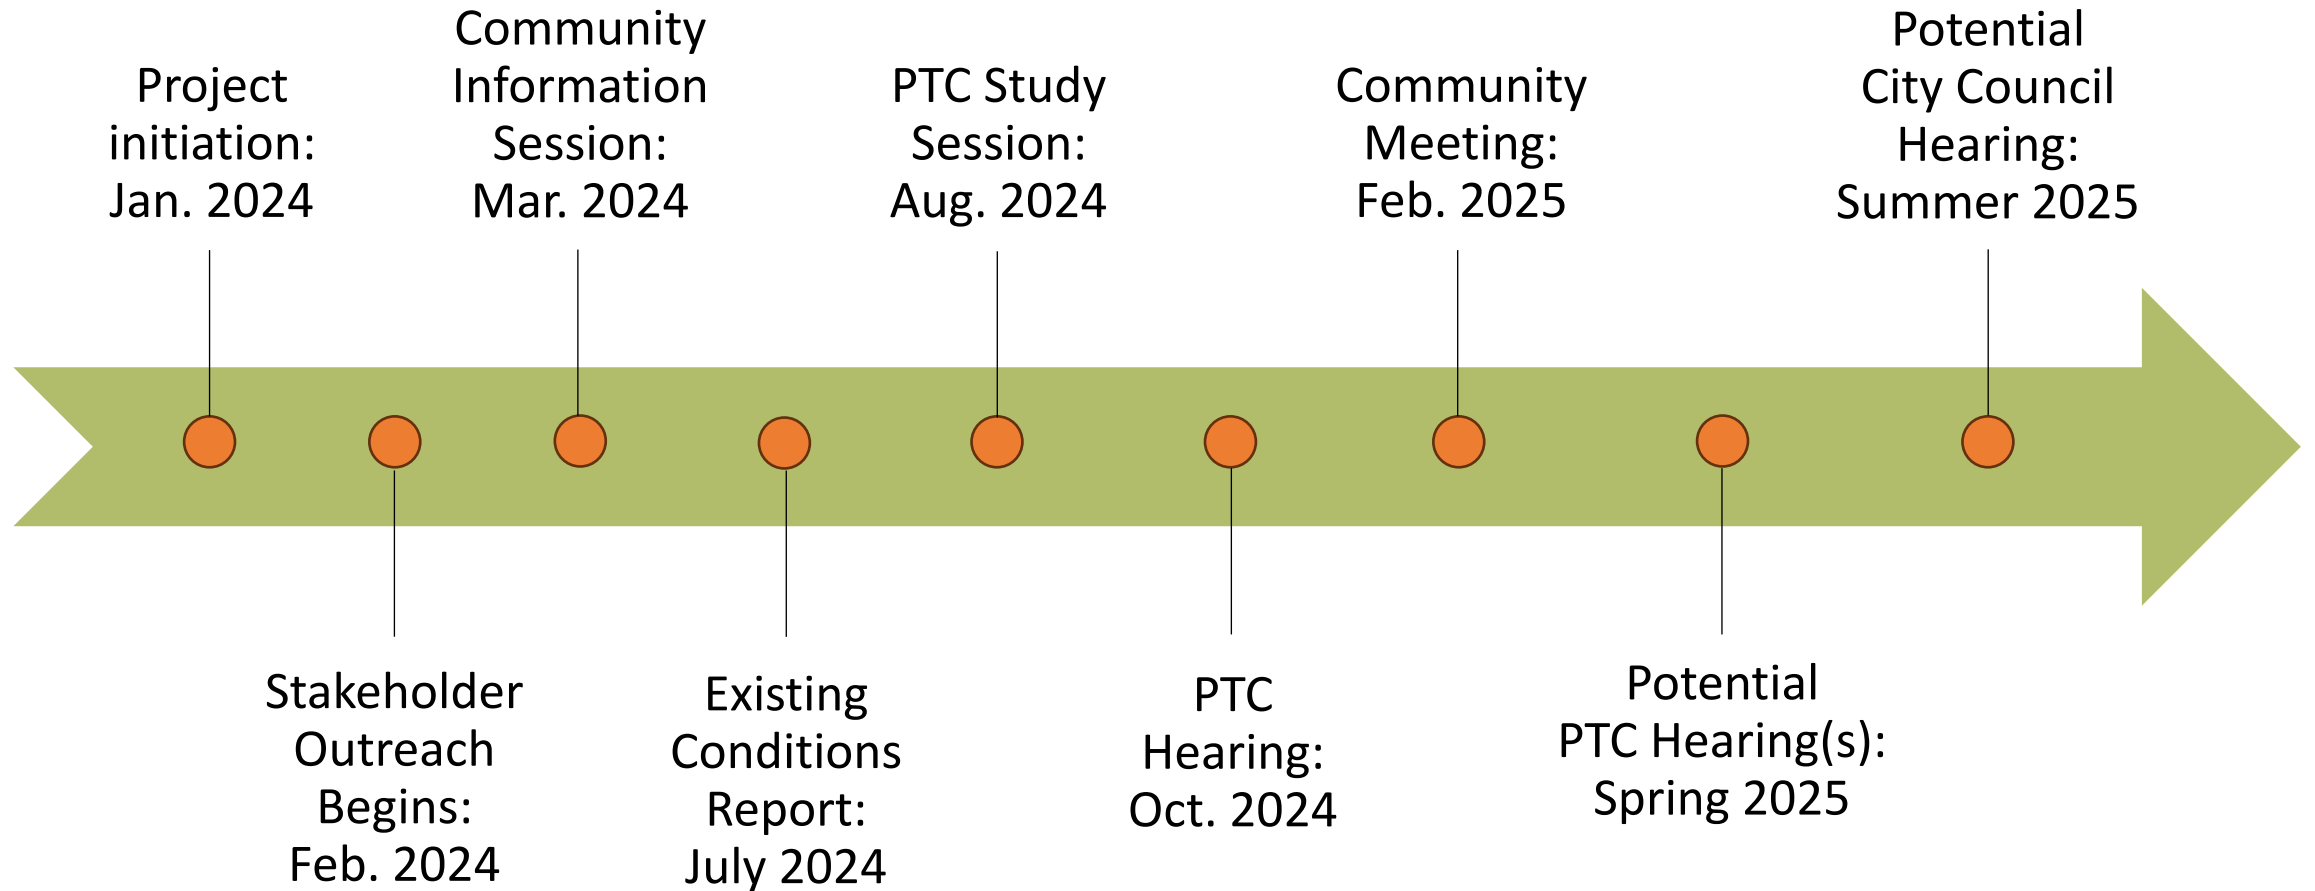 Project
initiation:
Jan. 2024
Stakeholder
Outreach
Begins:
Feb. 2024
Community
Information
Session:
Mar. 2024
Existing
Conditions
Report:
July 2024
PTC Study
Session:
Aug. 2024
PTC
Hearing:
Oct. 2024
Community
Meeting:
Feb. 2025
Potential
PTC Hearing(s):
Spring 2025
Potential
City Council
Hearing:
Summer 2025